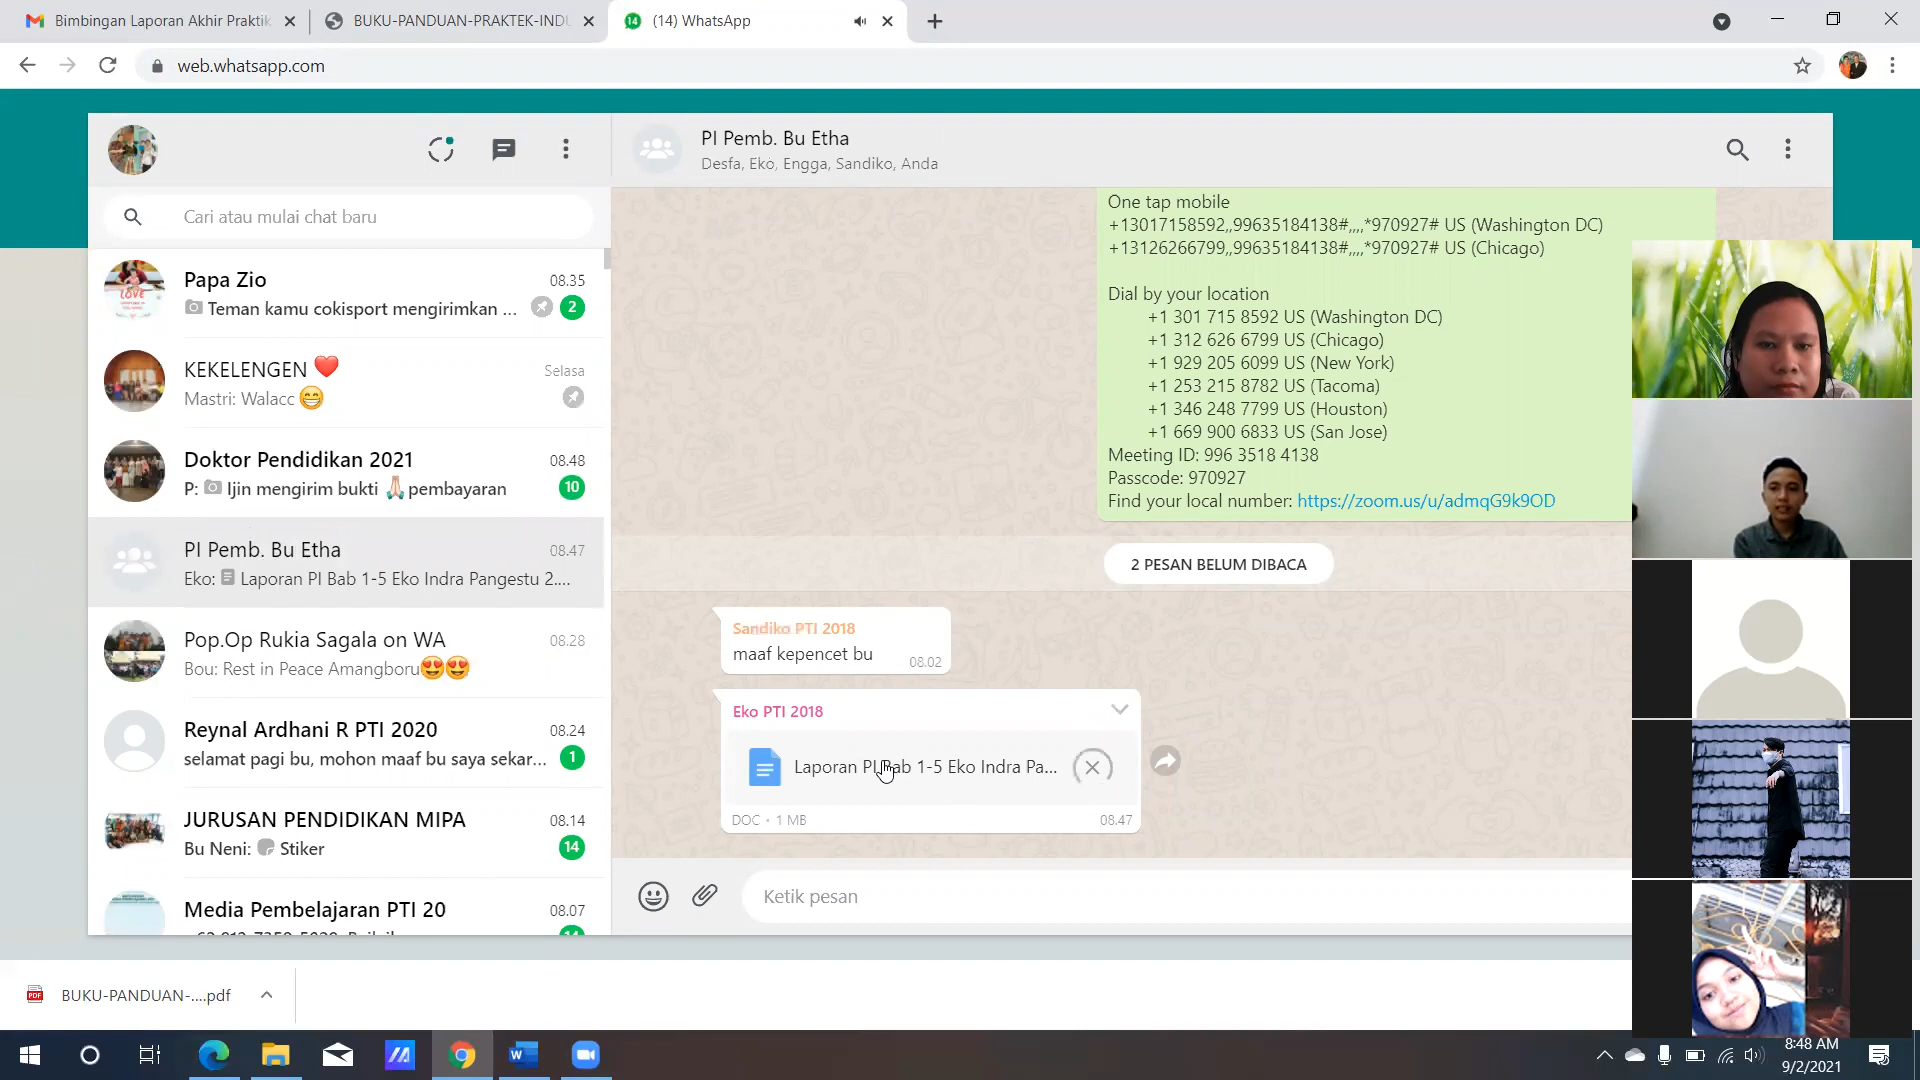 Bimbingan Laporan Akhir Praktik
BUKU-PANDUAN-PRAKTEK-INDU
(14) WhatsApp
web.whatsapp.com
PI Pemb. Bu Etha
Desfa, Eko, Engga, Sandiko, Anda
Cari atau mulai chat baru
Papa Zio
08.35
Teman kamu cokisport mengirimkan ...
2
KEKELENGEN ❤️
Selasa
Mastri: Walacc 😁
Doktor Pendidikan 2021
08.48
P: Ijin mengirim bukti 🙏🏻pembayaran
10
PI Pemb. Bu Etha
08.47
Eko: Laporan PI Bab 1-5 Eko Indra Pangestu 2....
Pop.Op Rukia Sagala on WA
08.28
Bou: Rest in Peace Amangboru😍😍
Reynal Ardhani R PTI 2020
08.24
selamat pagi bu, mohon maaf bu saya sekar...
1
JURUSAN PENDIDIKAN MIPA
08.14
Bu Neni: Stiker
14
Media Pembelajaran PTI 20
08.07
One tap mobile
+13017158592,,99635184138#,,,,*970927# US (Washington DC)
+13126266799,,99635184138#,,,,*970927# US (Chicago)
Dial by your location
+1 301 715 8592 US (Washington DC)
+1 312 626 6799 US (Chicago)
+1 929 205 6099 US (New York)
+1 253 215 8782 US (Tacoma)
+1 346 248 7799 US (Houston)
+1 669 900 6833 US (San Jose)
Meeting ID: 996 3518 4138
Passcode: 970927
Find your local number: https://zoom.us/u/admqG9k9OD
2 PESAN BELUM DIBACA
Sandiko PTI 2018
maaf kepencet bu
08.02
Eko PTI 2018
Laporan PI Bab 1-5 Eko Indra Pa...
DOC • 1 MB
08.47
Ketik pesan
BUKU-PANDUAN-....pdf
8:48 AM
9/2/2021